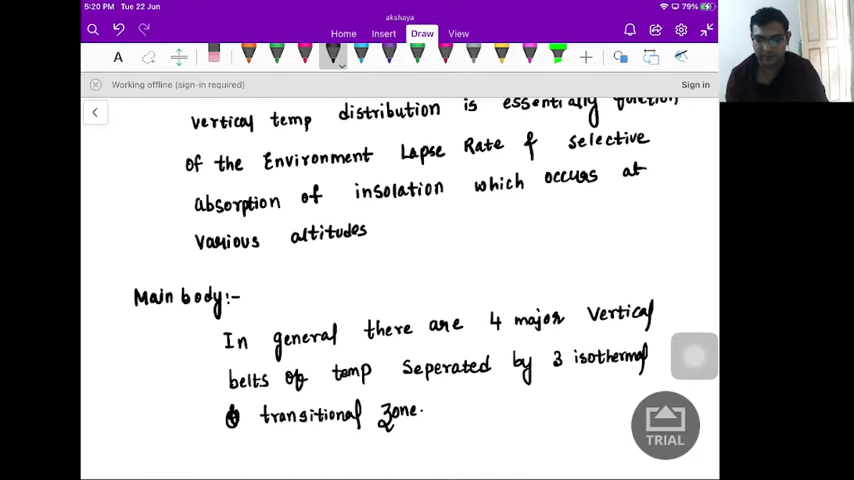 5:20 PM Tue 22 Jun
79%
akshaya
Home Insert Draw View
A
Working offline (sign-in required) Sign in
vertical temp distribution is essentially function
of the Environment Lapse Rate & selective
absorption of insolation which occurs at
various altitudes
Main body:-
In general there are 4 major vertical
belts of temp seperated by 3 isothermal
transitional zone.
TRIAL